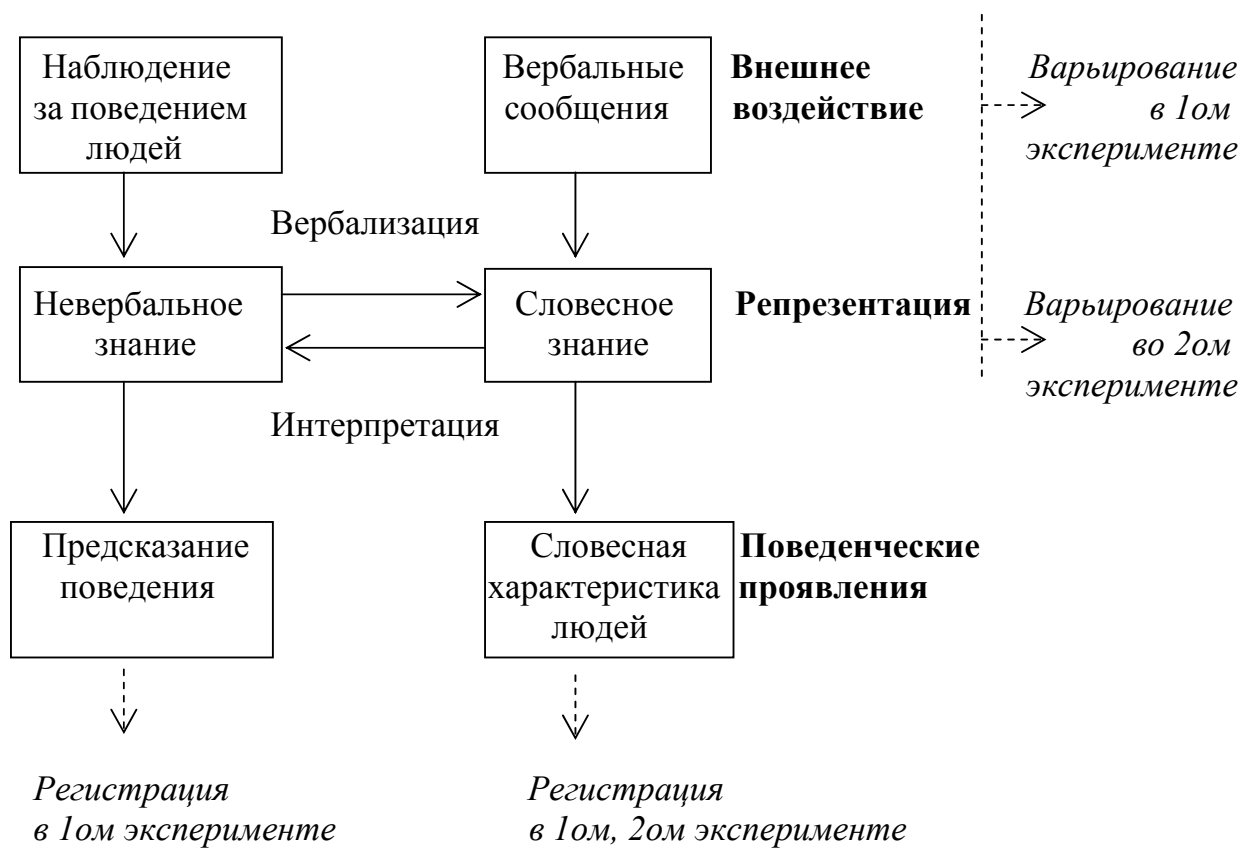 Наблюдение
за поведением
людей
Вербальные
сообщения
Внешнее
воздействие
Варьирование
в 1ом
эксперименте
Вербализация
Невербальное
знание
Словесное
знание
Репрезентация
Варьирование
во 2ом
эксперименте
Интерпретация
Предсказание
поведения
Словесная
характеристика
людей
Поведенческие
проявления
Регистрация
в 1ом эксперименте
Регистрация
в 1ом, 2ом эксперименте